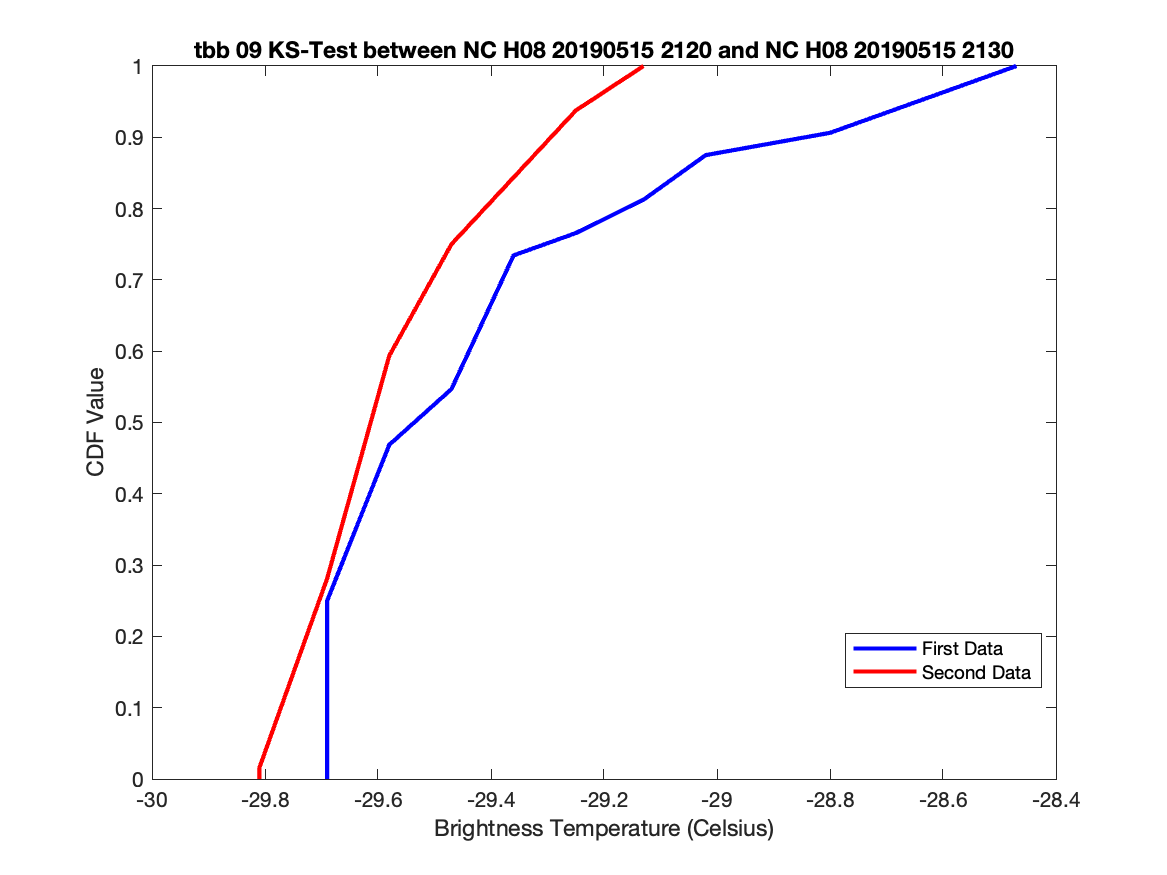 tbb 09 KS-Test between NC H08 20190515 2120 and NC H08 20190515 2130
1
0.9
0.8
0.7
0.6
0.5
0.4
0.3
0.2
0.1
0
CDF Value
First Data
Second Data
-30 -29.8 -29.6 -29.4 -29.2 -29 -28.8 -28.6 -28.4
Brightness Temperature (Celsius)